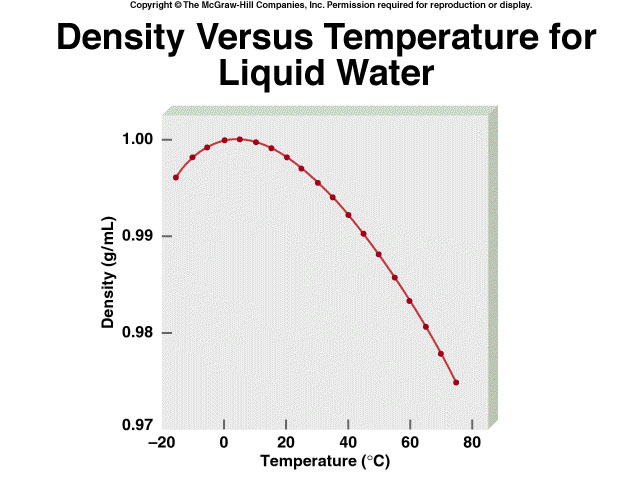 Copyright © The McGraw-Hill Companies, Inc. Permission required for reproduction or display.
Density Versus Temperature for
Liquid Water
1.00
0.99
0.98
0.97
Density (g/mL)
–20 0 20 40 60 80
Temperature (°C)